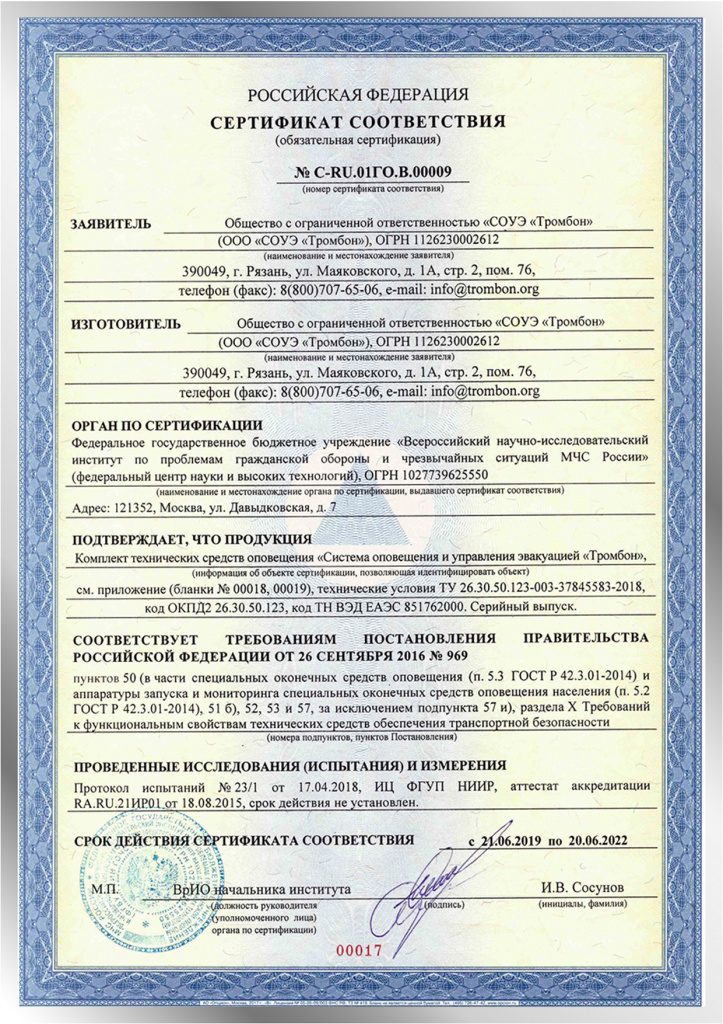 РОССИЙСКАЯ ФЕДЕРАЦИЯ
СЕРТИФИКАТ СООТВЕТСТВИЯ
(обязательная сертификация)
№ С-RU.01ГО.В.00009
(номер сертификата соответствия)
ЗАЯВИТЕЛЬ Общество с ограниченной ответственностью «СОУЭ «Тромбон»
(ООО «СОУЭ «Тромбон»), ОГРН 1126230002612
(наименование и местонахождение заявителя)
390049, г. Рязань, ул. Маяковского, д. 1А, стр. 2, пом. 76,
телефон (факс): 8(800)707-65-06, e-mail: info@trombon.org
ИЗГОТОВИТЕЛЬ Общество с ограниченной ответственностью «СОУЭ «Тромбон»
(ООО «СОУЭ «Тромбон»), ОГРН 1126230002612
(наименование и местонахождение заявителя)
390049, г. Рязань, ул. Маяковского, д. 1А, стр. 2, пом. 76,
телефон (факс): 8(800)707-65-06, e-mail: info@trombon.org
ОРГАН ПО СЕРТИФИКАЦИИ
Федеральное государственное бюджетное учреждение «Всероссийский научно-исследовательский
институт по проблемам гражданской обороны и чрезвычайных ситуаций МЧС России»
(федеральный центр науки и высоких технологий), ОГРН 1027739625550
(наименование и местонахождение органа по сертификации, выдавшего сертификат соответствия)
Адрес: 121352, Москва, ул. Давыдковская, д. 7
ПОДТВЕРЖДАЕТ, ЧТО ПРОДУКЦИЯ
Комплект технических средств оповещения «Система оповещения и управления эвакуацией «Тромбон»,
(информация об объекте сертификации, позволяющая идентифицировать объект)
см. приложение (бланки № 00018, 00019), технические условия ТУ 26.30.50.123-003-37845583-2018,
код ОКПД2 26.30.50.123, код ТН ВЭД ЕАЭС 851762000. Серийный выпуск.
СООТВЕТСТВУЕТ ТРЕБОВАНИЯМ ПОСТАНОВЛЕНИЯ ПРАВИТЕЛЬСТВА
РОССИЙСКОЙ ФЕДЕРАЦИИ ОТ 26 СЕНТЯБРЯ 2016 № 969
пунктов 50 (в части специальных оконечных средств оповещения (п. 5.3 ГОСТ Р 42.3.01-2014) и
аппаратуры запуска и мониторинга специальных оконечных средств оповещения населения (п. 5.2
ГОСТ Р 42.3.01-2014), 51 б), 52, 53 и 57, за исключением подпункта 57 и), раздела X Требований
к функциональным свойствам технических средств обеспечения транспортной безопасности
(номера подпунктов, пунктов Постановления)
ПРОВЕДЕННЫЕ ИССЛЕДОВАНИЯ (ИСПЫТАНИЯ) И ИЗМЕРЕНИЯ
Протокол испытаний № 23/1 от 17.04.2018, ИЦ ФГУП НИИР, аттестат аккредитации
RA.RU.21ИР01 от 18.08.2015, срок действия не установлен.
СРОК ДЕЙСТВИЯ СЕРТИФИКАТА СООТВЕТСТВИЯ с 21.06.2019 по 20.06.2022
М.П. ВрИО начальника института И.В. Сосунов
(должность руководителя (подпись) (инициалы, фамилия)
(уполномоченного лица)
органа по сертификации)
00017